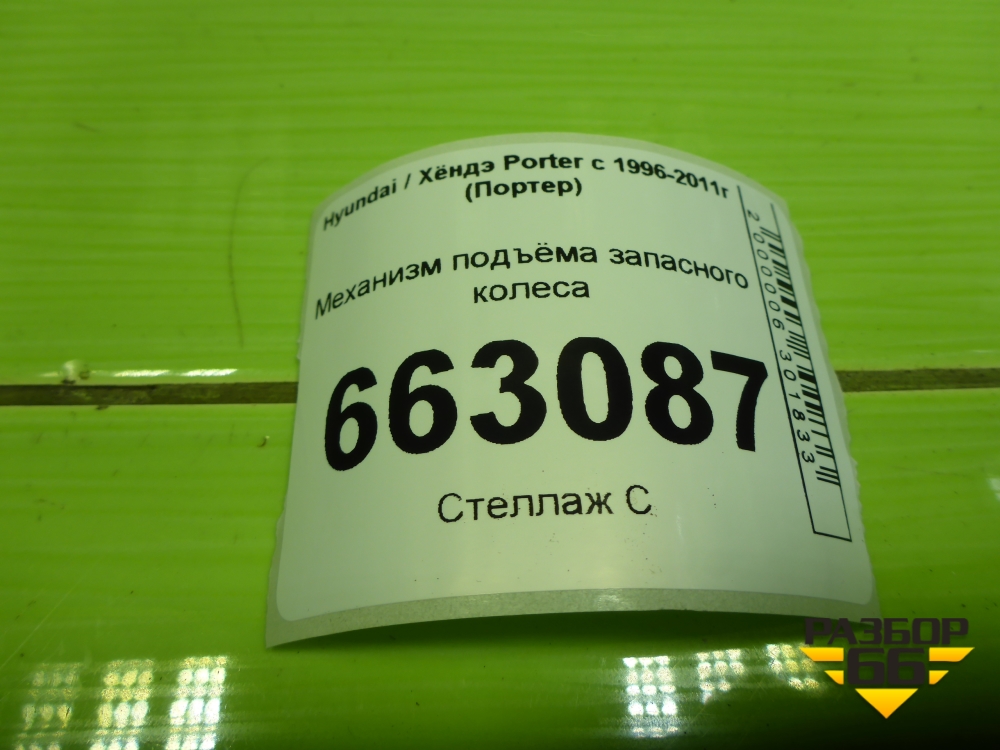 Hyundai / Хёндэ Porter с 1996-2011г
(Портер)
Механизм подъёма запасного
колеса
663087
Стеллаж С
2000006301833
РАЗБОР
66